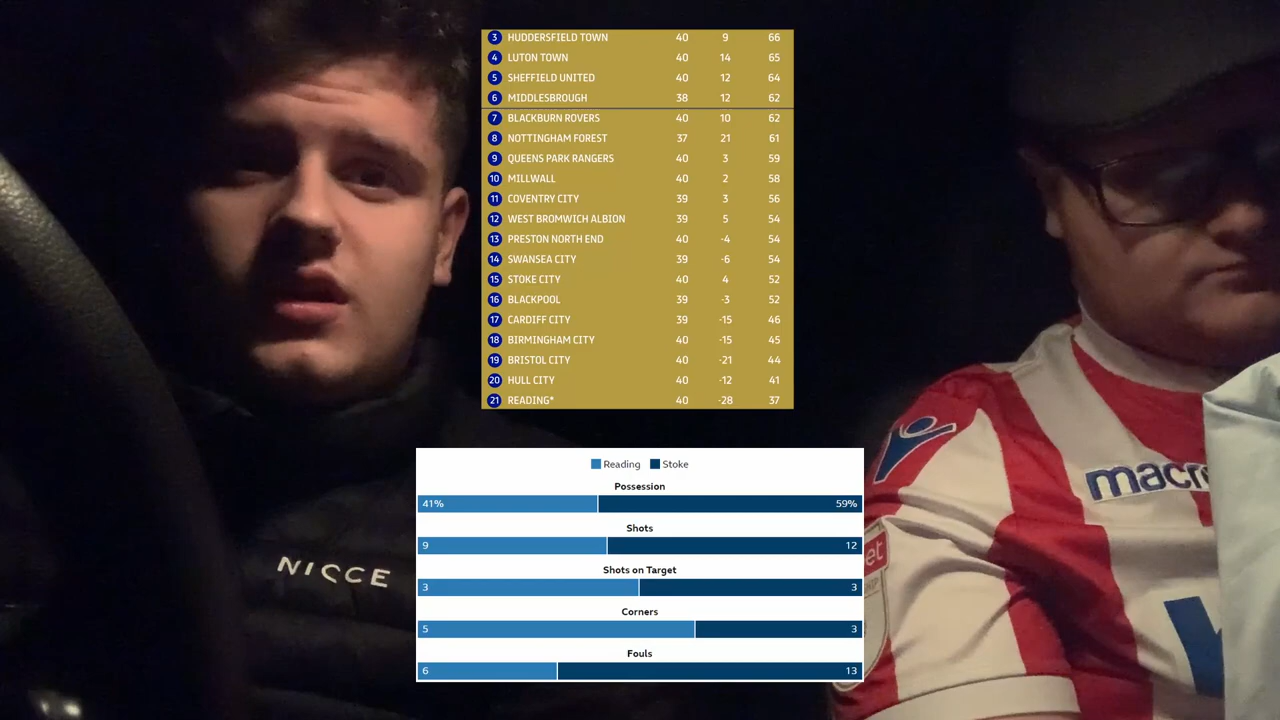 3 HUDDERSFIELD TOWN 40 9 66
4 LUTON TOWN 40 14 65
5 SHEFFIELD UNITED 40 12 64
6 MIDDLESBROUGH 38 12 62
7 BLACKBURN ROVERS 40 10 62
8 NOTTINGHAM FOREST 37 21 61
9 QUEENS PARK RANGERS 40 3 59
10 MILLWALL 40 2 58
11 COVENTRY CITY 39 3 56
12 WEST BROMWICH ALBION 39 5 54
13 PRESTON NORTH END 40 -4 54
14 SWANSEA CITY 39 -6 54
15 STOKE CITY 40 4 52
16 BLACKPOOL 39 -3 52
17 CARDIFF CITY 39 -15 46
18 BIRMINGHAM CITY 40 -15 45
19 BRISTOL CITY 40 -21 44
20 HULL CITY 40 -12 41
21 READING* 40 -28 37
Reading Stoke
Possession
41% 59%
Shots
9 12
Shots on Target
3 3
Corners
5 3
Fouls
6 13
NICCE
macr
et